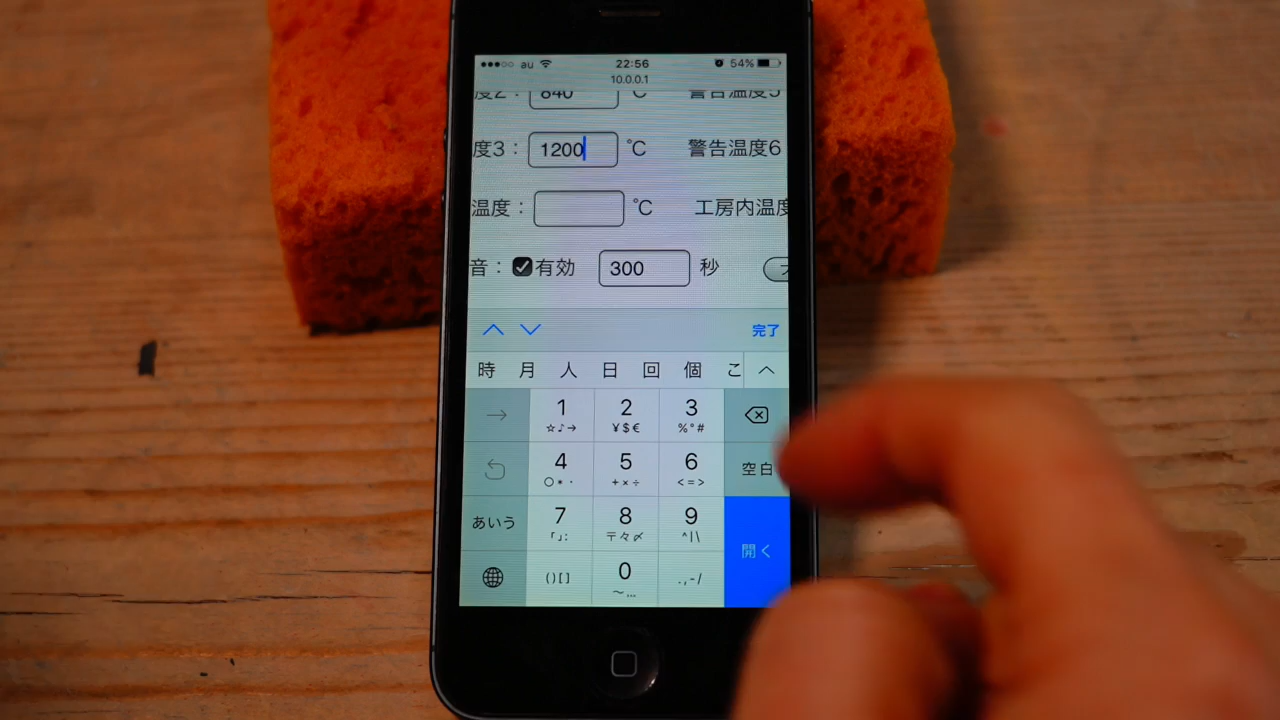 au 22:56 54%
10.0.0.1
度2： 840 ℃ 警告温度5
度3： 1200 ℃ 警告温度6
温度： ℃ 工房内温度
音： 有効 300 秒
完了
時 月 人 日 回 個 こ
→ 1 2 3
☆♪→ ¥$€ %°#
4 5 6 空白
○*・ +×÷ <=>
あいう 7 8 9
「」: 〒々〆 ^|\
開く
()[] 0 .,-/
～…